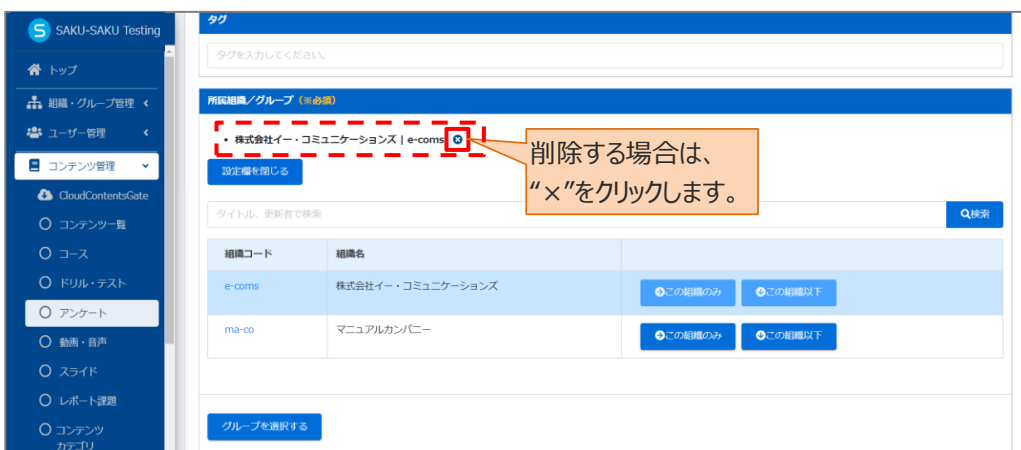 SAKU-SAKU Testing
トップ
組織・グループ管理
ユーザー管理
コンテンツ管理
CloudContentsGate
コンテンツ一覧
コース
ドリル・テスト
アンケート
動画・音声
スライド
レポート課題
コンテンツ
カテゴリ
タグ
タグを入力してください。
所属組織／グループ（※必須）
• 株式会社イー・コミュニケーションズ | e-coms
削除する場合は、
“×”をクリックします。
設定欄を閉じる
タイトル、更新者で検索
検索
組織コード 組織名
e-coms 株式会社イー・コミュニケーションズ この組織のみ この組織以下
ma-co マニュアルカンパニー この組織のみ この組織以下
グループを選択する